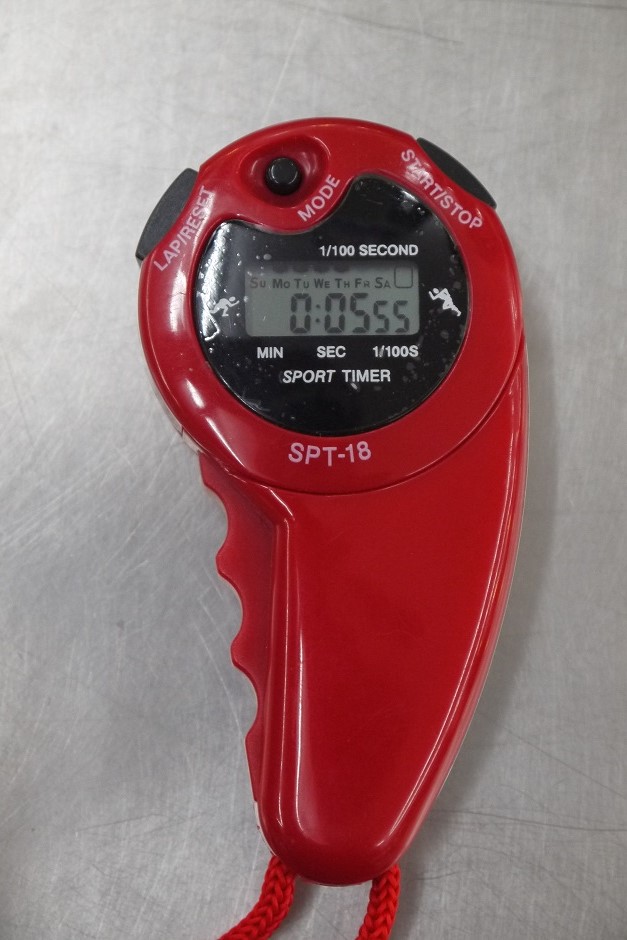 LAP/RESET
MODE
START/STOP
1/100 SECOND
SU MO TU WE TH FR SA
0:0555
MIN SEC 1/100S
SPORT TIMER
SPT-18